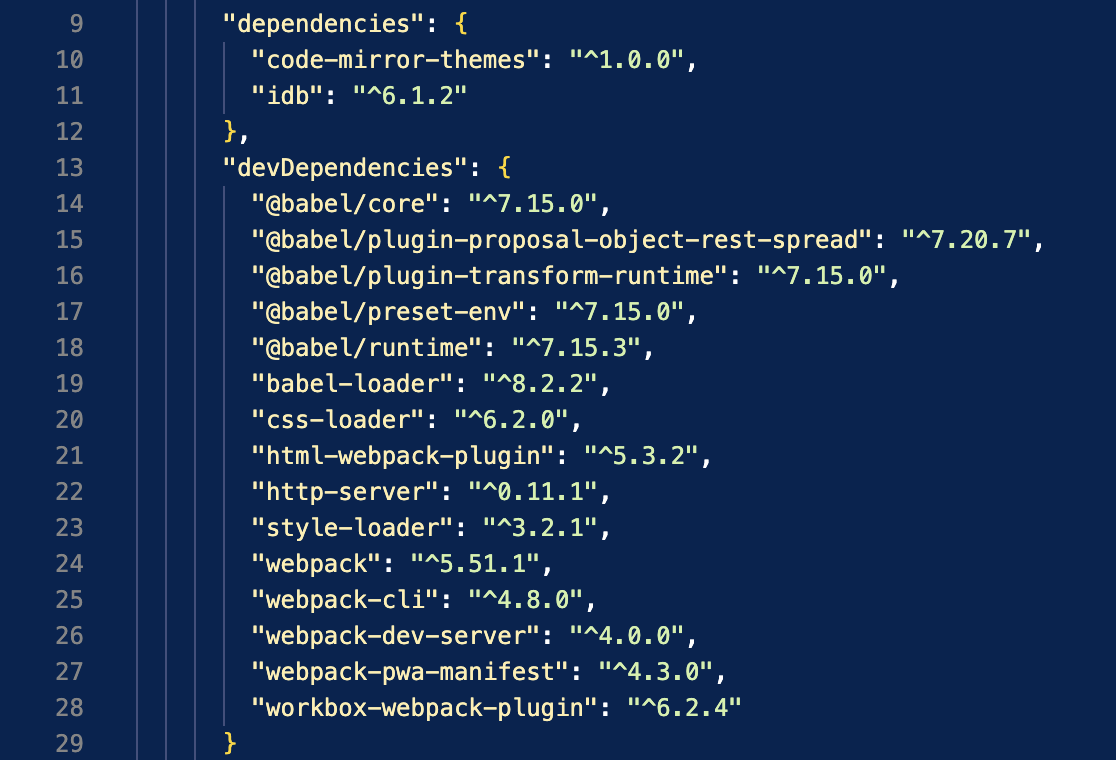 9 "dependencies": {
10 "code-mirror-themes": "^1.0.0",
11 "idb": "^6.1.2"
12 },
13 "devDependencies": {
14 "@babel/core": "^7.15.0",
15 "@babel/plugin-proposal-object-rest-spread": "^7.20.7",
16 "@babel/plugin-transform-runtime": "^7.15.0",
17 "@babel/preset-env": "^7.15.0",
18 "@babel/runtime": "^7.15.3",
19 "babel-loader": "^8.2.2",
20 "css-loader": "^6.2.0",
21 "html-webpack-plugin": "^5.3.2",
22 "http-server": "^0.11.1",
23 "style-loader": "^3.2.1",
24 "webpack": "^5.51.1",
25 "webpack-cli": "^4.8.0",
26 "webpack-dev-server": "^4.0.0",
27 "webpack-pwa-manifest": "^4.3.0",
28 "workbox-webpack-plugin": "^6.2.4"
29 }